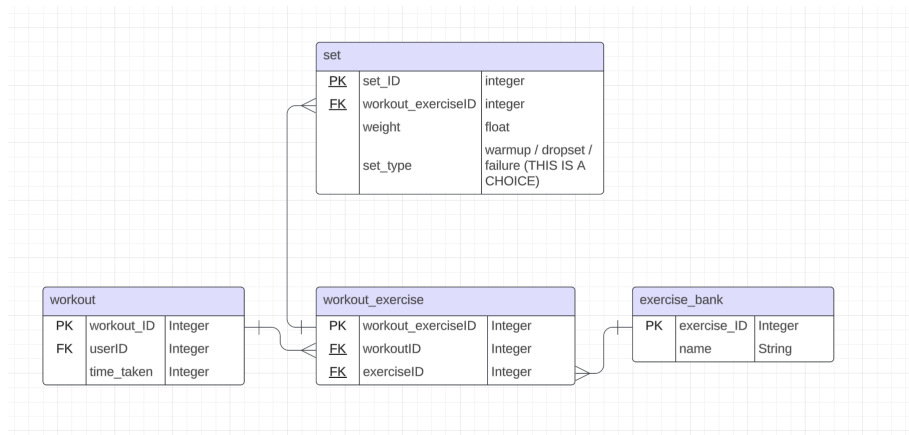 set
PK set_ID integer
FK workout_exerciseID integer
weight float
set_type warmup / dropset /
failure (THIS IS A
CHOICE)
workout
PK workout_ID Integer
FK userID Integer
time_taken Integer
workout_exercise
PK workout_exerciseID Integer
FK workoutID Integer
FK exerciseID Integer
exercise_bank
PK exercise_ID Integer
name String